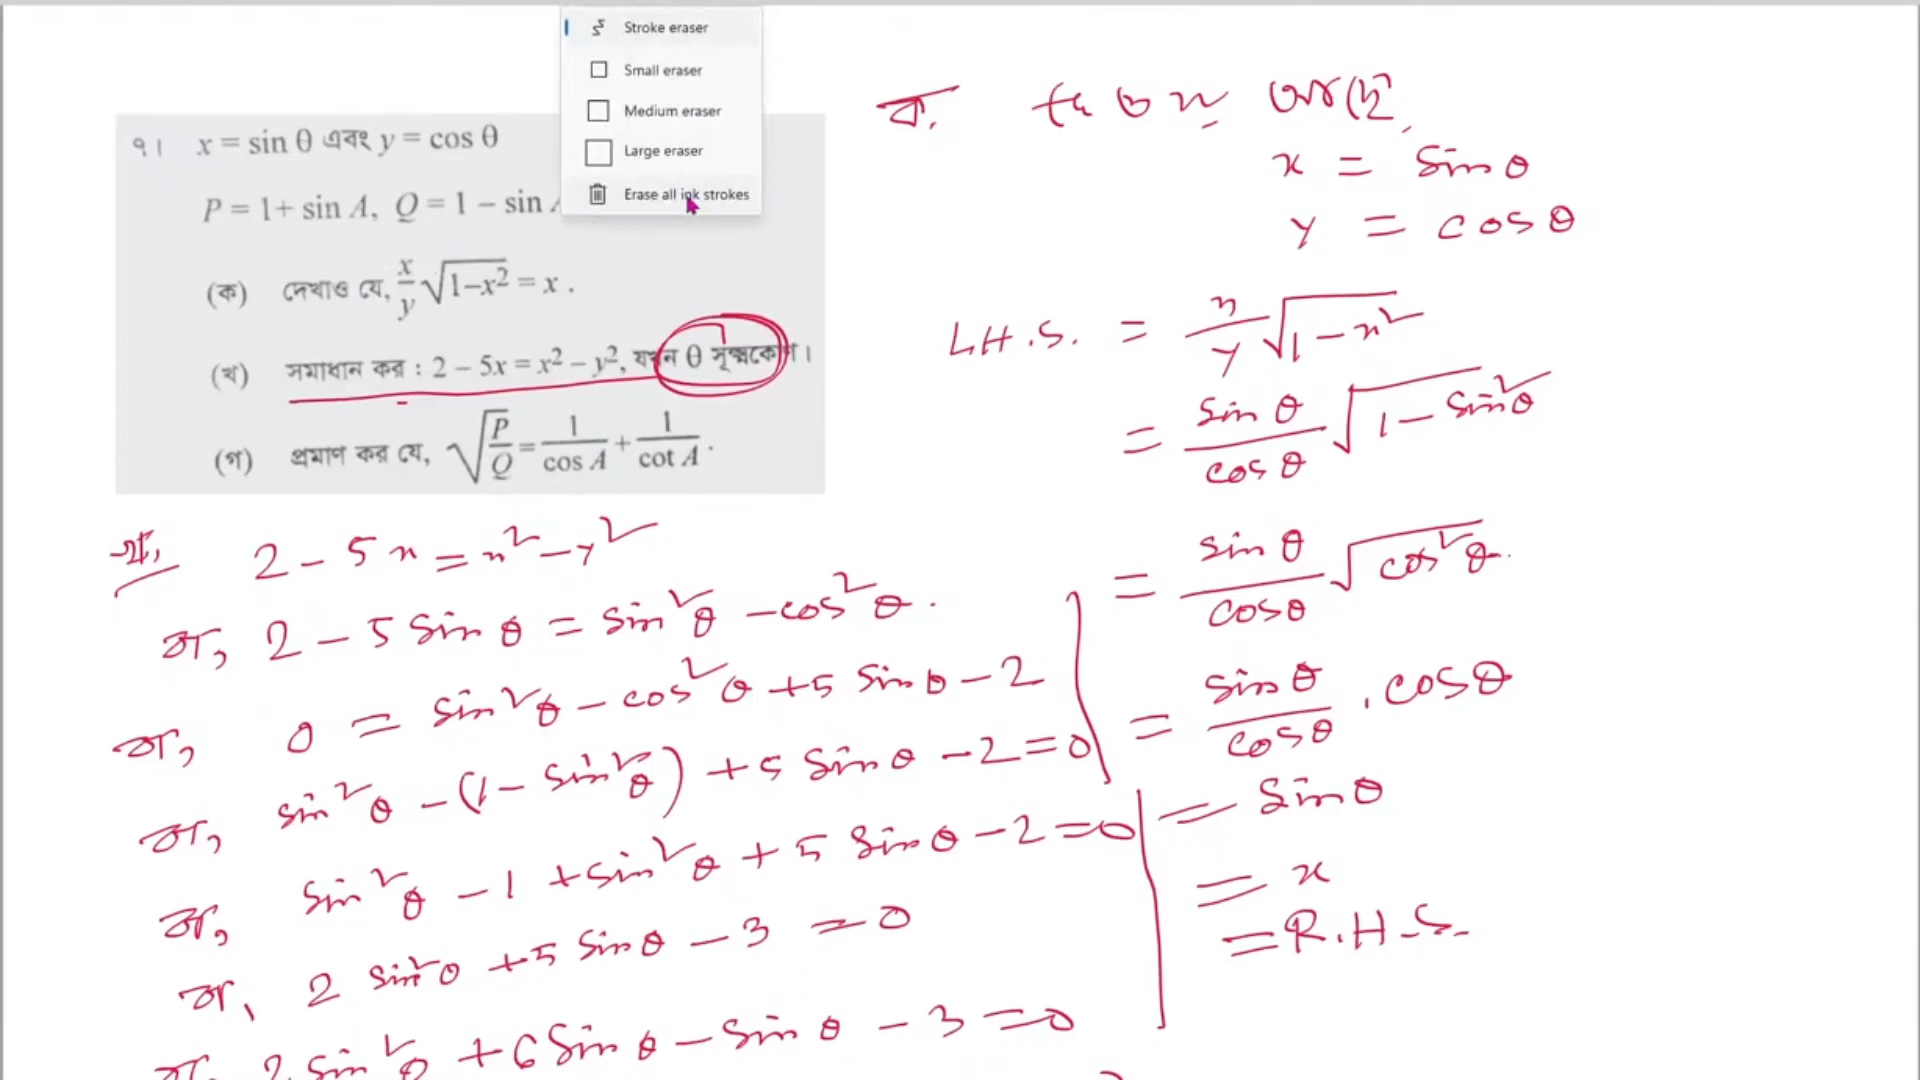 Stroke eraser
Small eraser
Medium eraser
Large eraser
Erase all ink strokes
৭। x = sin θ এবং y = cos θ
P = 1+ sin A, Q = 1 − sin
(ক) দেখাও যে, x/y √(1−x²) = x .
(খ) সমাধান কর : 2 − 5x = x² − y², যখন θ সূক্ষ্মকোণ।
(গ) প্রমাণ কর যে, √(P/Q) = 1/cos A + 1/cot A .
খ. 2 − 5x = x² − y²
বা, 2 − 5 sin θ = sin²θ − cos²θ .
বা, 0 = sin²θ − cos²θ + 5 sin θ − 2
বা, sin²θ − (1 − sin²θ) + 5 sin θ − 2 = 0
বা, sin²θ − 1 + sin²θ + 5 sin θ − 2 = 0
বা, 2 sin²θ + 5 sin θ − 3 = 0
বা, 2 sin²θ + 6 sin θ − sin θ − 3 = 0
ক.
x = sin θ
y = cos θ
L.H.S. = x/y √(1 − x²)
= sin θ/cos θ √(1 − sin²θ)
= sin θ/cos θ √(cos²θ)
= sin θ/cos θ . cos θ
= sin θ
= x
= R.H.S.